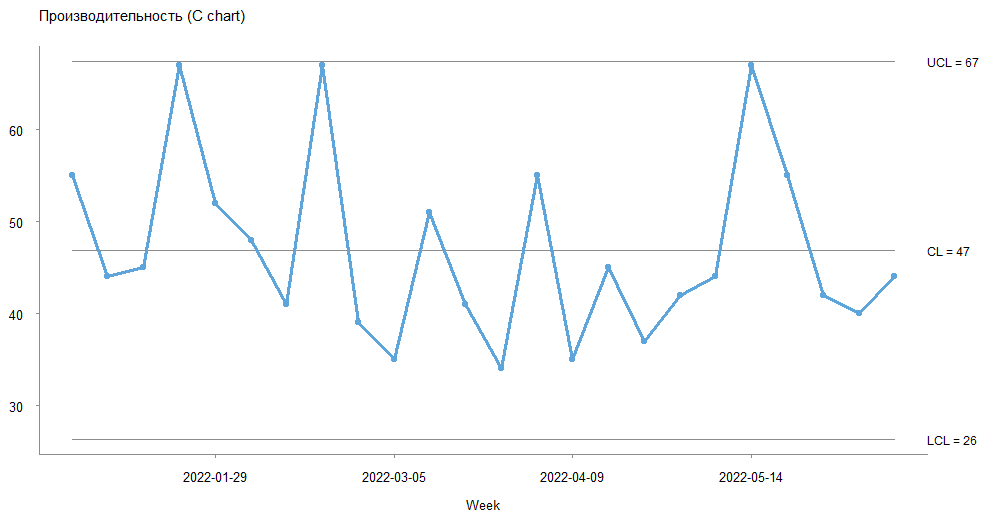 Производительность (C chart)
UCL = 67
60
50
CL = 47
40
30
LCL = 26
2022-01-29 2022-03-05 2022-04-09 2022-05-14
Week